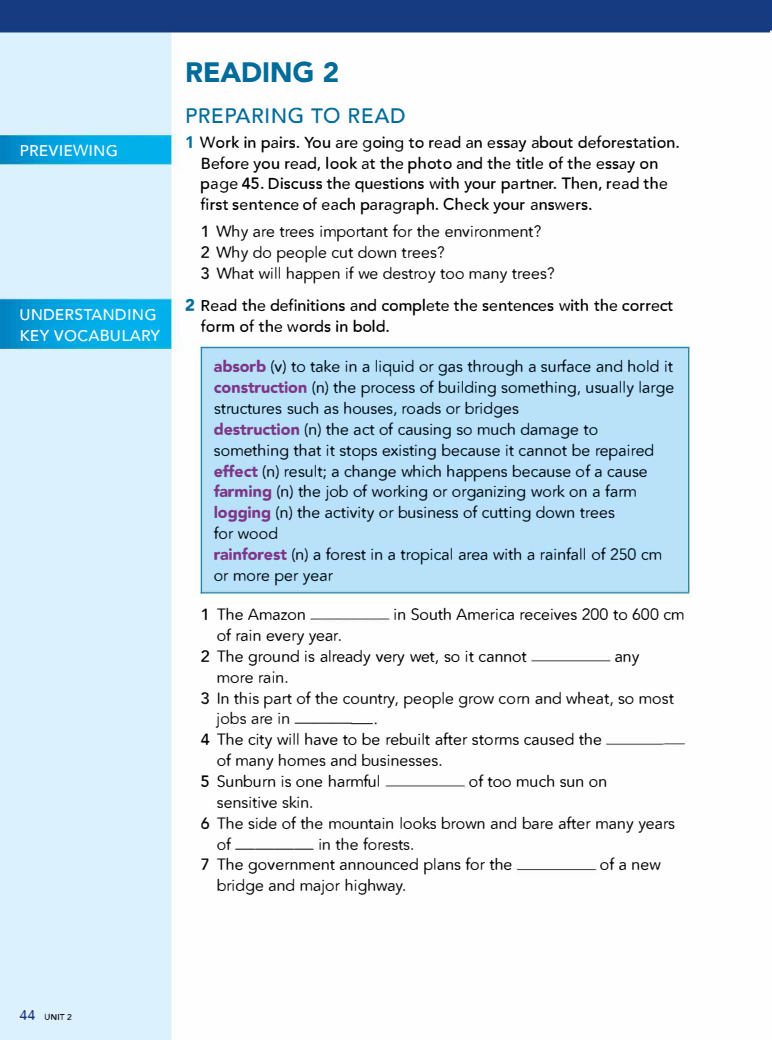 READING 2
PREPARING TO READ
PREVIEWING
1 Work in pairs. You are going to read an essay about deforestation.
Before you read, look at the photo and the title of the essay on
page 45. Discuss the questions with your partner. Then, read the
first sentence of each paragraph. Check your answers.
1 Why are trees important for the environment?
2 Why do people cut down trees?
3 What will happen if we destroy too many trees?
UNDERSTANDING
KEY VOCABULARY
2 Read the definitions and complete the sentences with the correct
form of the words in bold.
absorb (v) to take in a liquid or gas through a surface and hold it
construction (n) the process of building something, usually large
structures such as houses, roads or bridges
destruction (n) the act of causing so much damage to
something that it stops existing because it cannot be repaired
effect (n) result; a change which happens because of a cause
farming (n) the job of working or organizing work on a farm
logging (n) the activity or business of cutting down trees
for wood
rainforest (n) a forest in a tropical area with a rainfall of 250 cm
or more per year
1 The Amazon __________ in South America receives 200 to 600 cm
of rain every year.
2 The ground is already very wet, so it cannot __________ any
more rain.
3 In this part of the country, people grow corn and wheat, so most
jobs are in __________.
4 The city will have to be rebuilt after storms caused the __________
of many homes and businesses.
5 Sunburn is one harmful __________ of too much sun on
sensitive skin.
6 The side of the mountain looks brown and bare after many years
of __________ in the forests.
7 The government announced plans for the __________ of a new
bridge and major highway.
44 UNIT 2